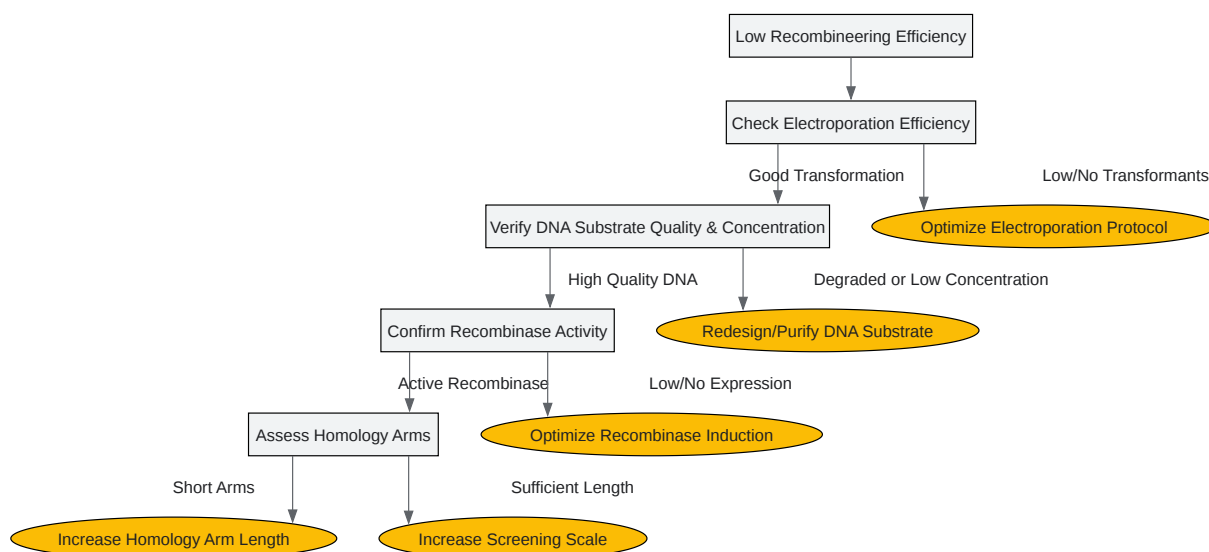 Low Recombineering Efficiency
Check Electroporation Efficiency
Good Transformation
Low/No Transformants
Verify DNA Substrate Quality & Concentration
Optimize Electroporation Protocol
High Quality DNA
Degraded or Low Concentration
Confirm Recombinase Activity
Redesign/Purify DNA Substrate
Active Recombinase
Low/No Expression
Assess Homology Arms
Optimize Recombinase Induction
Short Arms
Sufficient Length
Increase Homology Arm Length
Increase Screening Scale